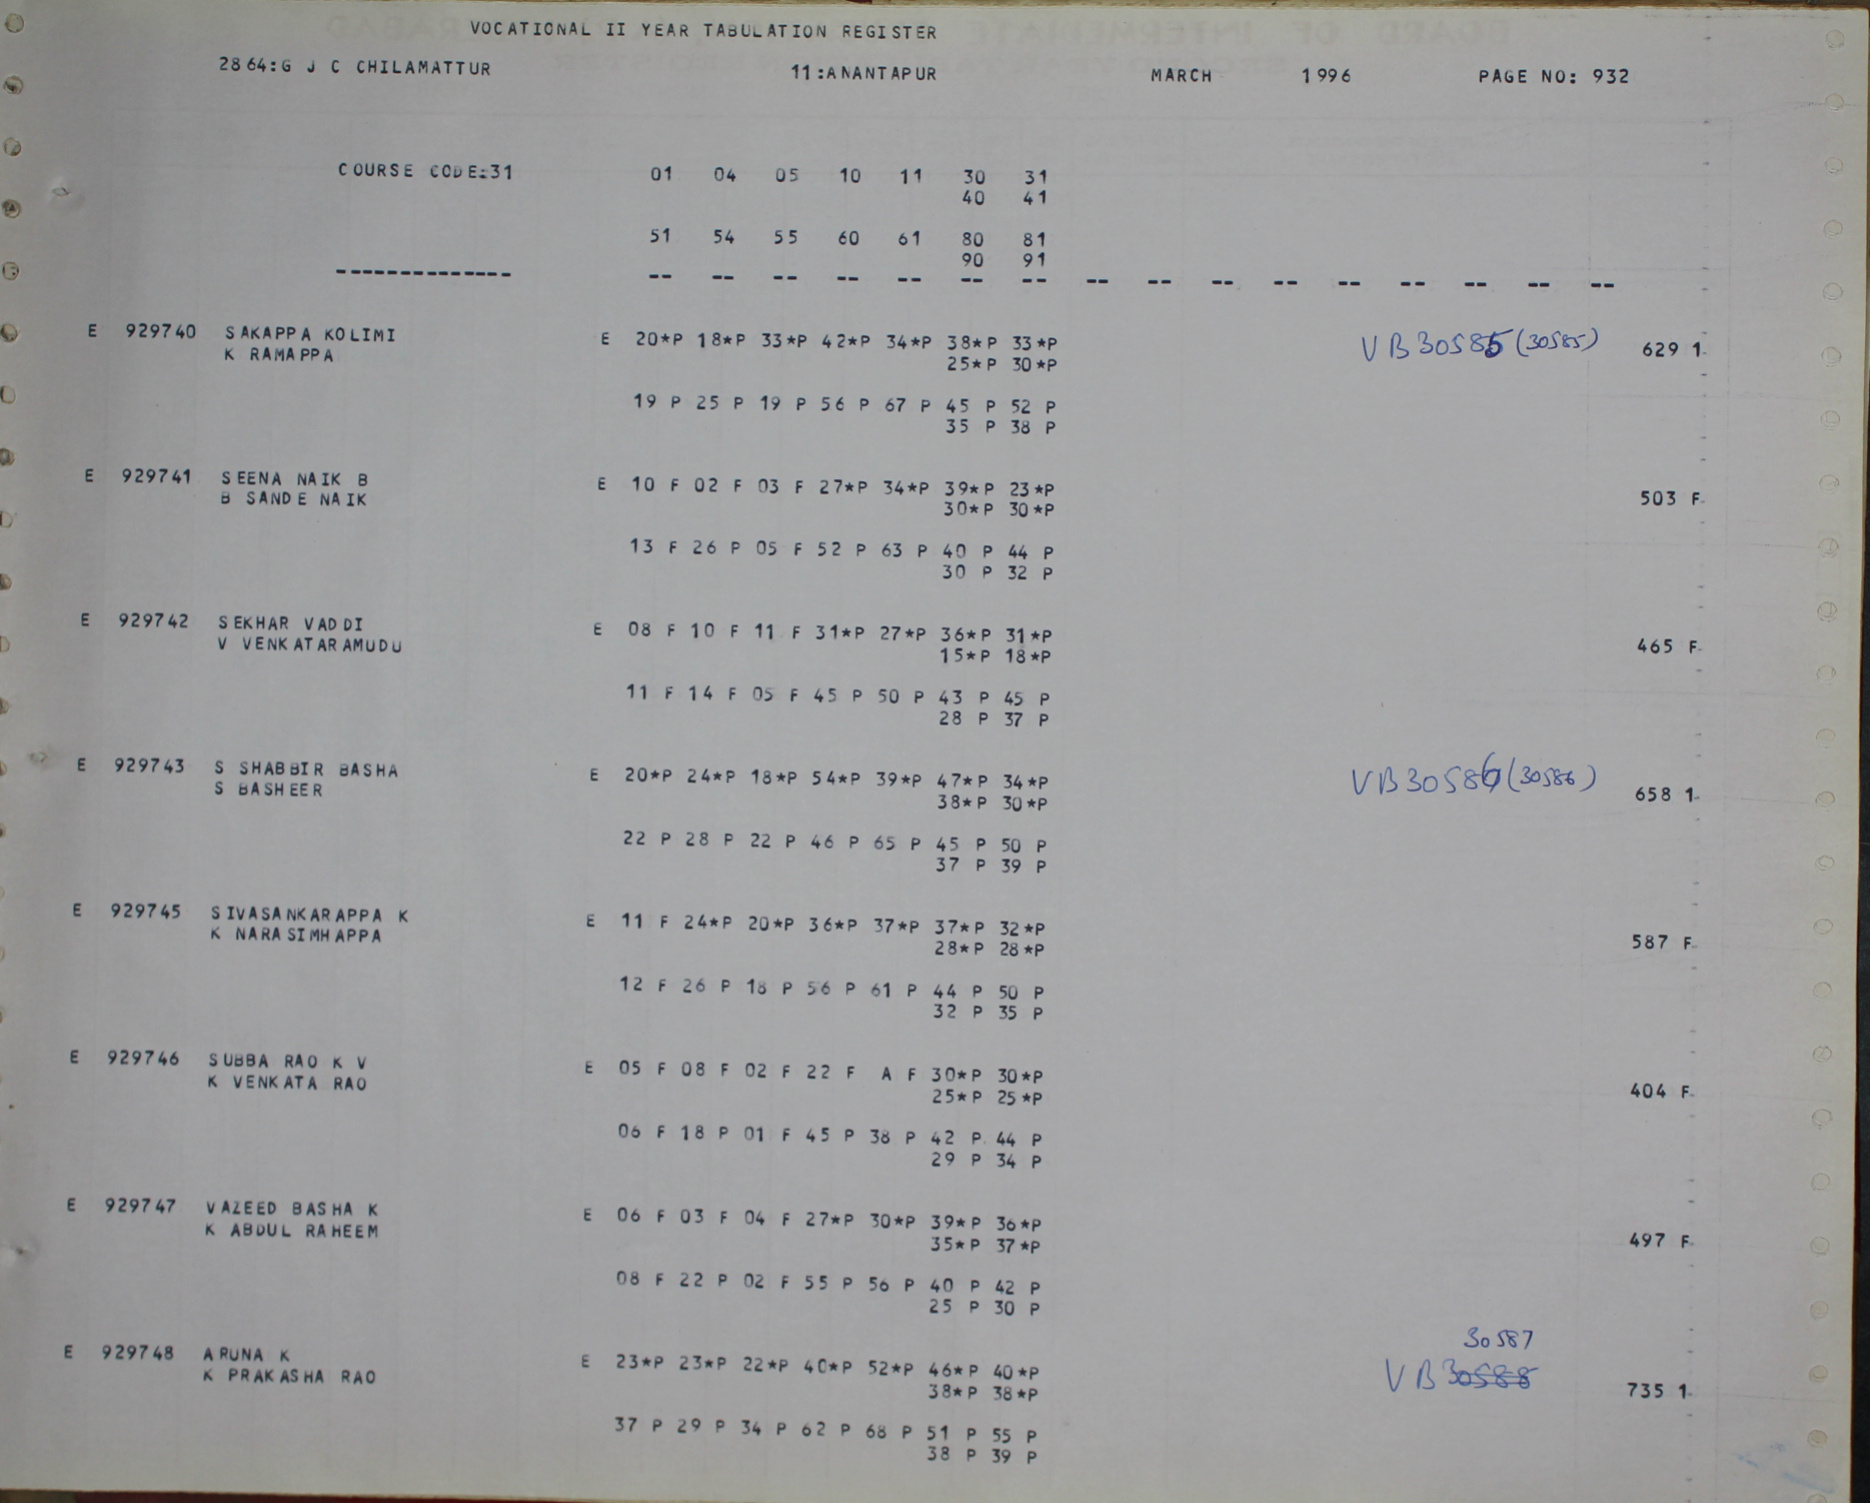 VOCATIONAL II YEAR TABULATION REGISTER
2864:G J C CHILAMATTUR 11:ANANTAPUR MARCH 1996 PAGE NO: 932
COURSE CODE:31 01 04 05 10 11 30 31
40 41
51 54 55 60 61 80 81
90 91
-------------- -- -- -- -- -- -- -- -- -- -- -- -- -- -- -- --
E 929740 SAKAPPA KOLIMI E 20*P 18*P 33*P 42*P 34*P 38*P 33*P VB30585 (30585) 629 1
K RAMAPPA 25*P 30*P
19 P 25 P 19 P 56 P 67 P 45 P 52 P
35 P 38 P
E 929741 SEENA NAIK B E 10 F 02 F 03 F 27*P 34*P 39*P 23*P 503 F
B SANDE NAIK 30*P 30*P
13 F 26 P 05 F 52 P 63 P 40 P 44 P
30 P 32 P
E 929742 SEKHAR VADDI E 08 F 10 F 11 F 31*P 27*P 36*P 31*P 465 F
V VENKATARAMUDU 15*P 18*P
11 F 14 F 05 F 45 P 50 P 43 P 45 P
28 P 37 P
E 929743 S SHABBIR BASHA E 20*P 24*P 18*P 54*P 39*P 47*P 34*P VB30586 (30586) 658 1
S BASHEER 38*P 30*P
22 P 28 P 22 P 46 P 65 P 45 P 50 P
37 P 39 P
E 929745 SIVASANKARAPPA K E 11 F 24*P 20*P 36*P 37*P 37*P 32*P 587 F
K NARASIMHAPPA 28*P 28*P
12 F 26 P 18 P 56 P 61 P 44 P 50 P
32 P 35 P
E 929746 SUBBA RAO K V E 05 F 08 F 02 F 22 F A F 30*P 30*P 404 F
K VENKATA RAO 25*P 25*P
06 F 18 P 01 F 45 P 38 P 42 P 44 P
29 P 34 P
E 929747 VAZEED BASHA K E 06 F 03 F 04 F 27*P 30*P 39*P 36*P 497 F
K ABDUL RAHEEM 35*P 37*P
08 F 22 P 02 F 55 P 56 P 40 P 42 P
25 P 30 P
30587
E 929748 ARUNA K E 23*P 23*P 22*P 40*P 52*P 46*P 40*P VB30588 735 1
K PRAKASHA RAO 38*P 38*P
37 P 29 P 34 P 62 P 68 P 51 P 55 P
38 P 39 P